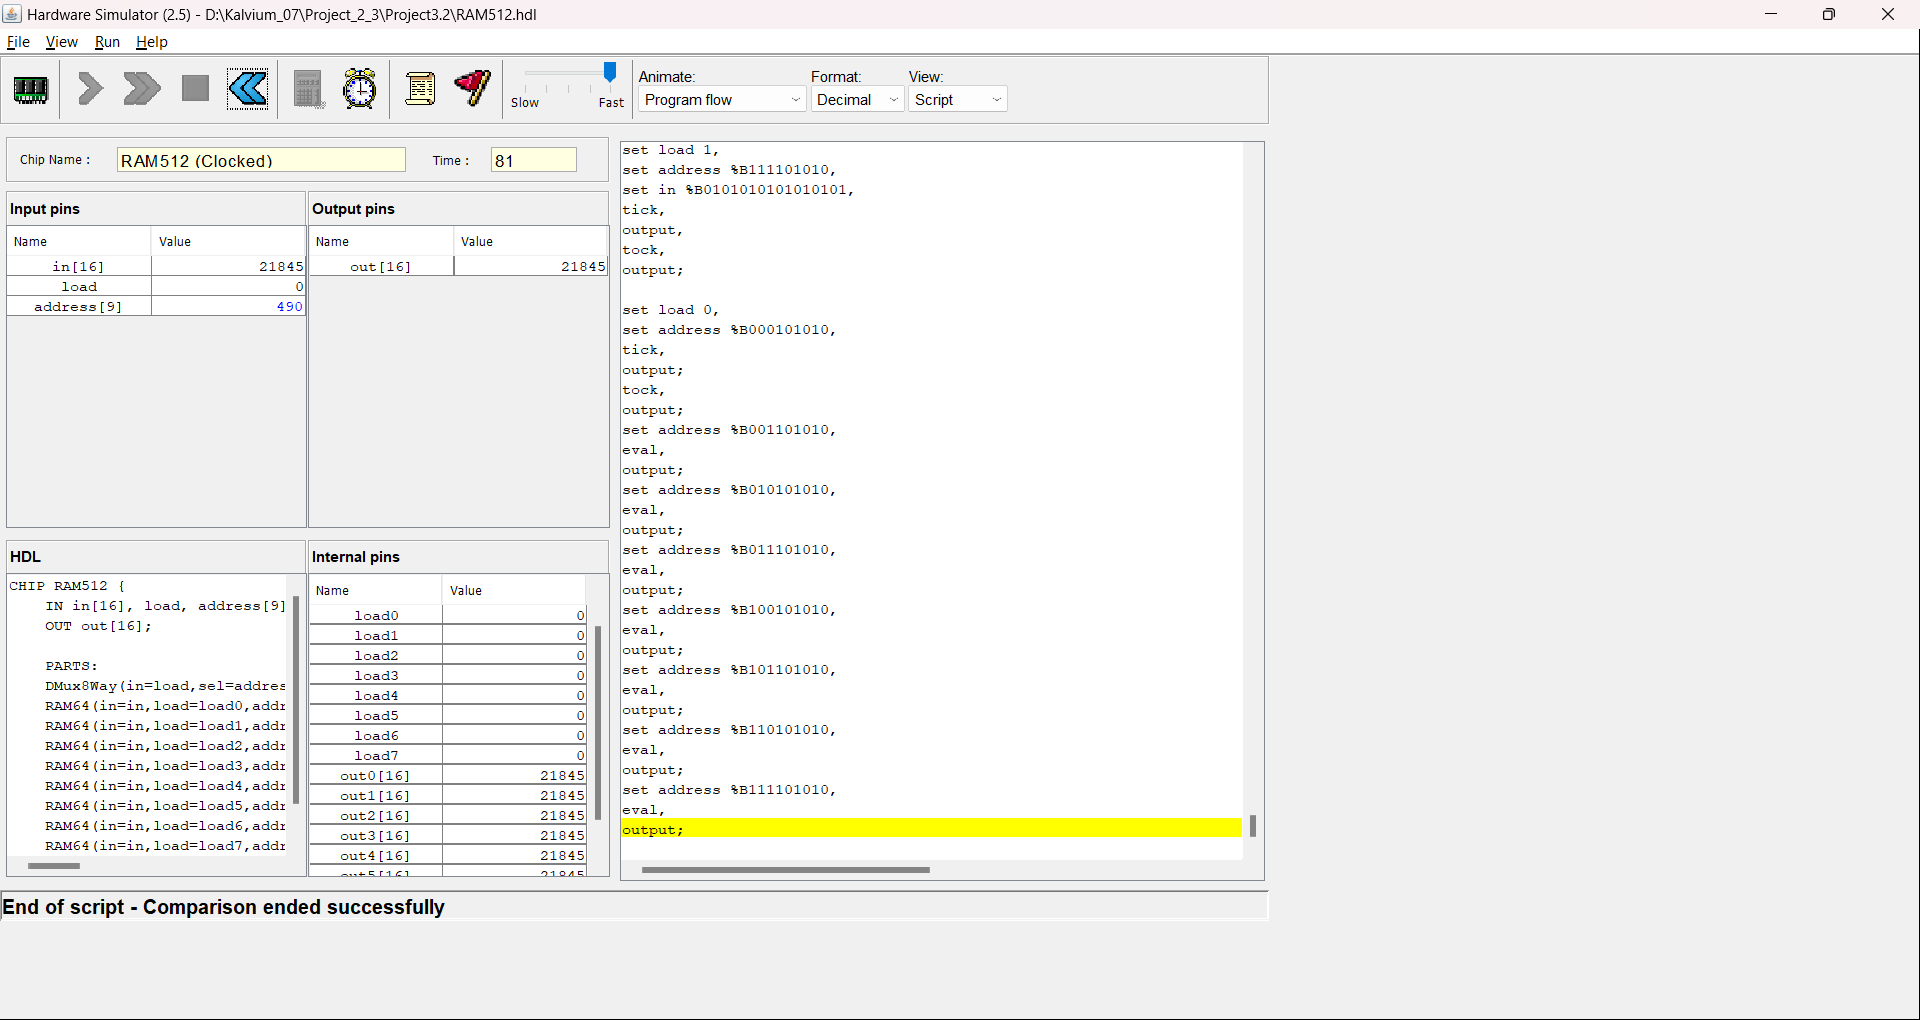 Hardware Simulator (2.5) - D:\Kalvium_07\Project_2_3\Project3.2\RAM512.hdl
File View Run Help
Slow Fast
Animate: Format: View:
Program flow Decimal Script
Chip Name : RAM512 (Clocked) Time : 81
Input pins
Name Value
in[16] 21845
load 0
address[9] 490
Output pins
Name Value
out[16] 21845
HDL
CHIP RAM512 {
IN in[16], load, address[9]
OUT out[16];
PARTS:
DMux8Way(in=load,sel=addres
RAM64(in=in,load=load0,addr
RAM64(in=in,load=load1,addr
RAM64(in=in,load=load2,addr
RAM64(in=in,load=load3,addr
RAM64(in=in,load=load4,addr
RAM64(in=in,load=load5,addr
RAM64(in=in,load=load6,addr
RAM64(in=in,load=load7,addr
Internal pins
Name Value
load0 0
load1 0
load2 0
load3 0
load4 0
load5 0
load6 0
load7 0
out0[16] 21845
out1[16] 21845
out2[16] 21845
out3[16] 21845
out4[16] 21845
out5[16] 21845
set load 1,
set address %B111101010,
set in %B0101010101010101,
tick,
output,
tock,
output;
set load 0,
set address %B000101010,
tick,
output;
tock,
output;
set address %B001101010,
eval,
output;
set address %B010101010,
eval,
output;
set address %B011101010,
eval,
output;
set address %B100101010,
eval,
output;
set address %B101101010,
eval,
output;
set address %B110101010,
eval,
output;
set address %B111101010,
eval,
output;
End of script - Comparison ended successfully